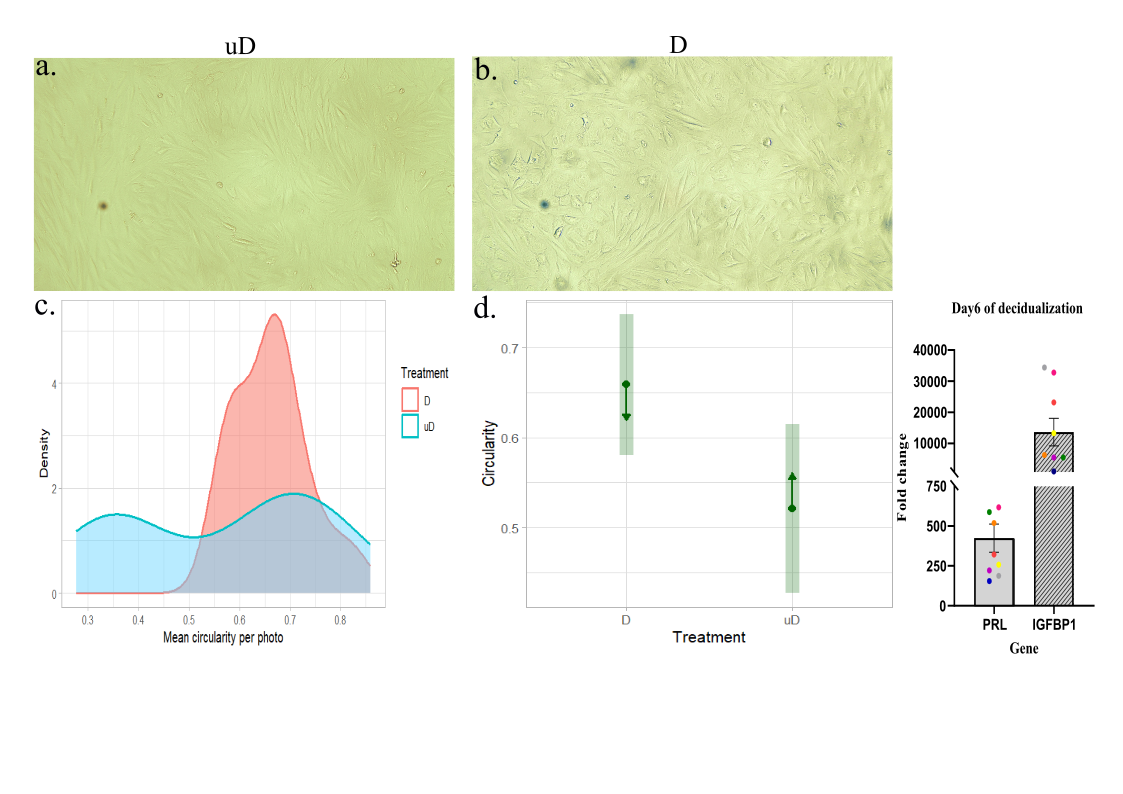 uD
D
a.
b.
c.
Density
4
2
0
0.3 0.4 0.5 0.6 0.7 0.8
Mean circularity per photo
Treatment
D
uD
d.
Circularity
0.7
0.6
0.5
D uD
Treatment
Day6 of decidualization
Fold change
40000
30000
20000
10000
750
500
250
0
PRL IGFBP1
Gene